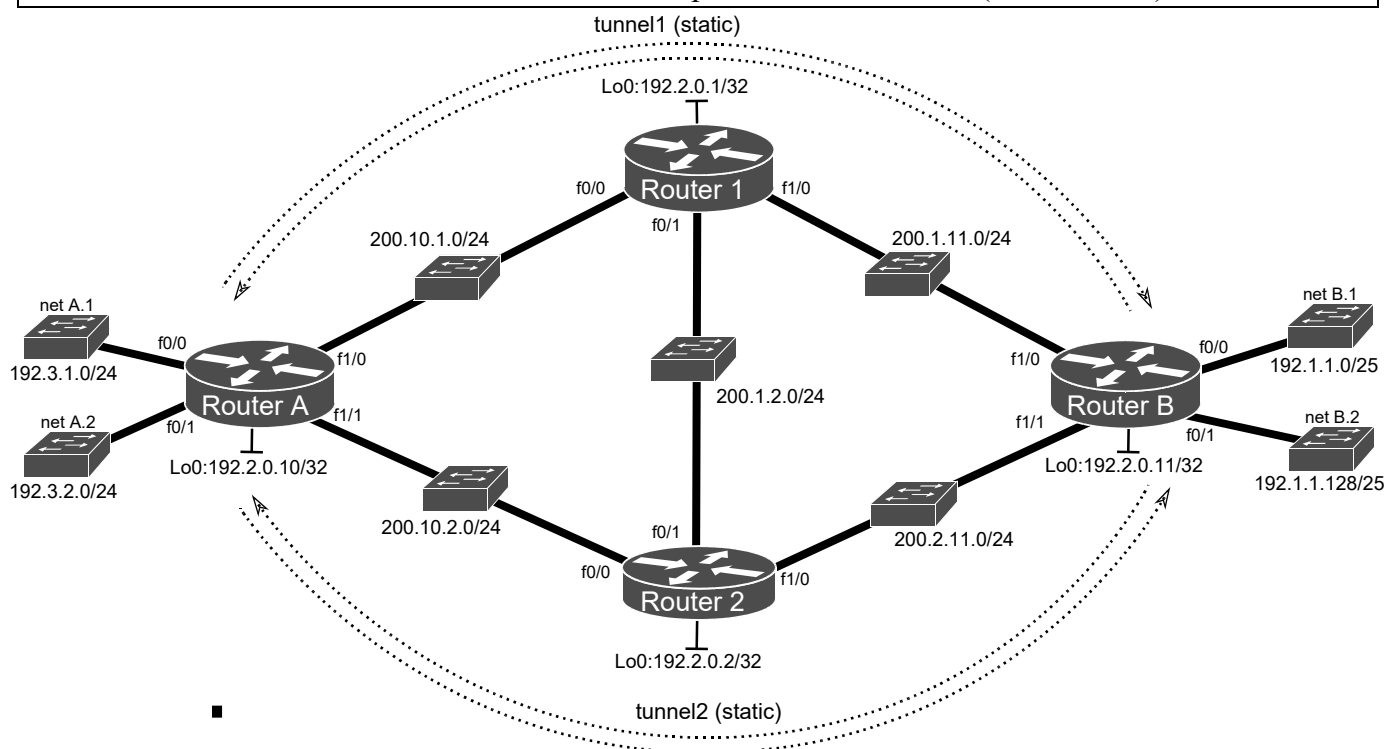 tunnel1 (static)
Lo0:192.2.0.1/32
Router 1
f0/0
f1/0
f0/1
200.10.1.0/24
200.1.11.0/24
net A.1
192.3.1.0/24
f0/0
f1/0
Router A
net A.2
192.3.2.0/24
f0/1
f1/1
Lo0:192.2.0.10/32
200.1.2.0/24
net B.1
192.1.1.0/25
f0/0
f1/0
Router B
f1/1
f0/1
net B.2
192.1.1.128/25
Lo0:192.2.0.11/32
200.10.2.0/24
200.2.11.0/24
f0/1
f0/0
f1/0
Router 2
Lo0:192.2.0.2/32
tunnel2 (static)